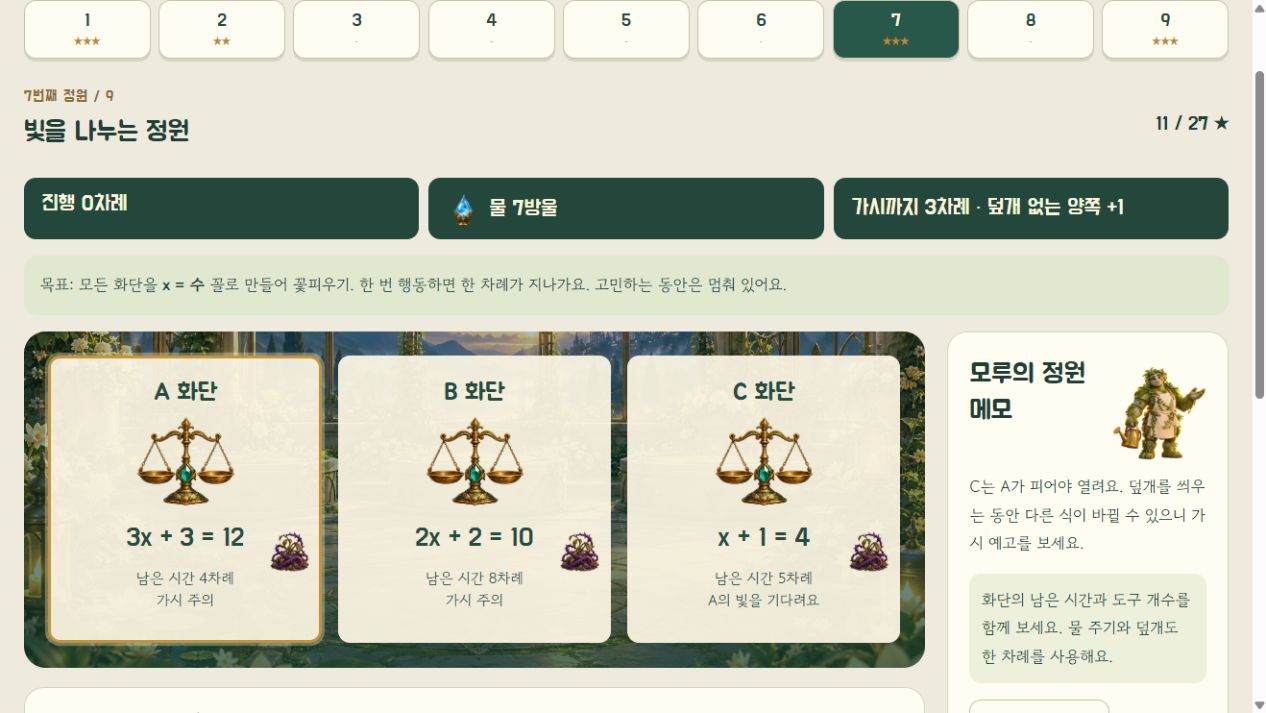 1
★★★
2
★★
3
-
4
-
5
-
6
-
7
★★★
8
-
9
★★★
7번째 정원 / 9
빛을 나누는 정원
11 / 27 ★
진행 0차례
물 7방울
가시까지 3차례 · 덮개 없는 양쪽 +1
목표: 모든 화단을 x = 수 꼴로 만들어 꽃피우기. 한 번 행동하면 한 차례가 지나가요. 고민하는 동안은 멈춰 있어요.
A 화단
3x + 3 = 12
남은 시간 4차례
가시 주의
B 화단
2x + 2 = 10
남은 시간 8차례
가시 주의
C 화단
x + 1 = 4
남은 시간 5차례
A의 빛을 기다려요
모루의 정원
메모
C는 A가 피어야 열려요. 덮개를 씌우
는 동안 다른 식이 바뀔 수 있으니 가
시 예고를 보세요.
화단의 남은 시간과 도구 개수를
함께 보세요. 물 주기와 덮개도
한 차례를 사용해요.